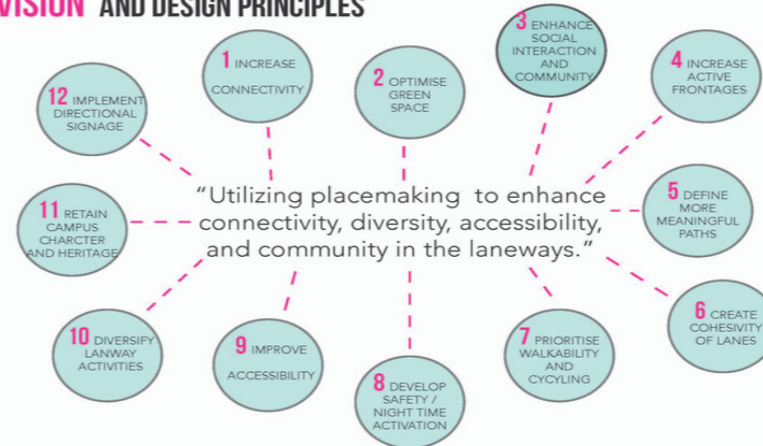 VISION AND DESIGN PRINCIPLES
1 INCREASE
CONNECTIVITY
2 OPTIMISE
GREEN
SPACE
3 ENHANCE
SOCIAL
INTERACTION
AND
COMMUNITY
4 INCREASE
ACTIVE
FRONTAGES
5 DEFINE
MORE
MEANINGFUL
PATHS
6 CREATE
COHESIVITY
OF LANES
7 PRIORITISE
WALKABILITY
AND
CYCYLING
8 DEVELOP
SAFETY /
NIGHT TIME
ACTIVATION
9 IMPROVE
ACCESSIBILITY
10 DIVERSIFY
LANWAY
ACTIVITIES
11 RETAIN
CAMPUS
CHARCTER
AND HERITAGE
12 IMPLEMENT
DIRECTIONAL
SIGNAGE
“Utilizing placemaking to enhance
connectivity, diversity, accessibility,
and community in the laneways.”